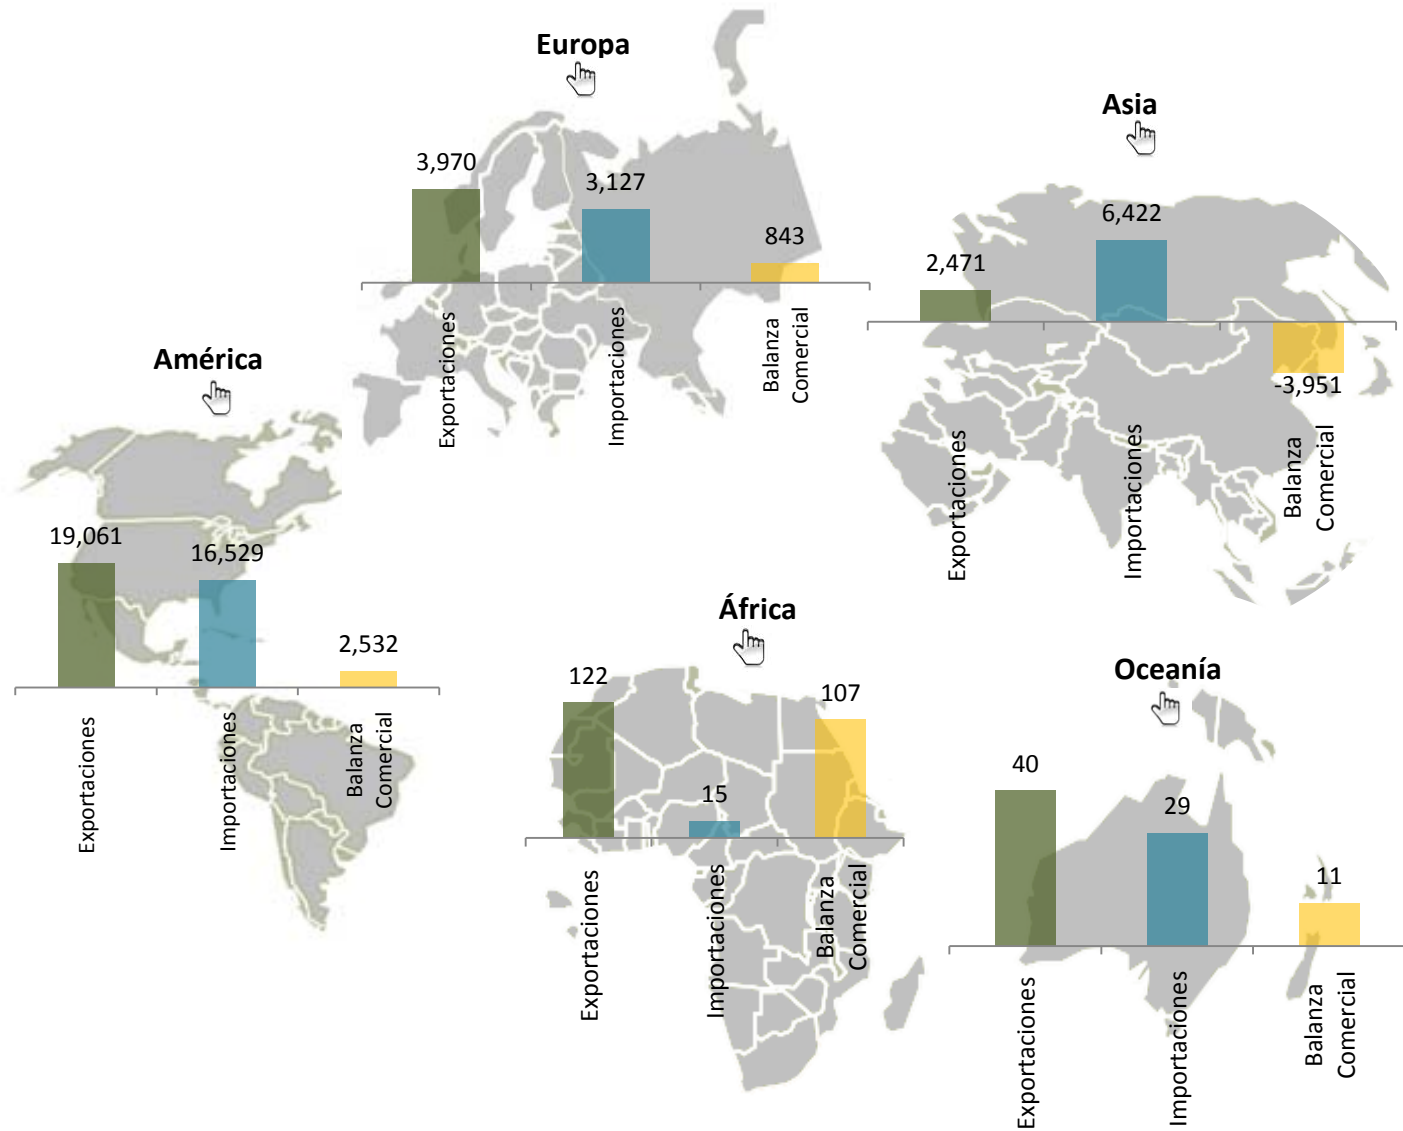 Europa
3,970
3,127
843
Exportaciones
Importaciones
Balanza
Comercial
Asia
2,471
6,422
-3,951
Exportaciones
Importaciones
Balanza
Comercial
América
19,061
16,529
2,532
Exportaciones
Importaciones
Balanza
Comercial
África
122
15
107
Exportaciones
Importaciones
Balanza
Comercial
Oceanía
40
29
11
Exportaciones
Importaciones
Balanza
Comercial